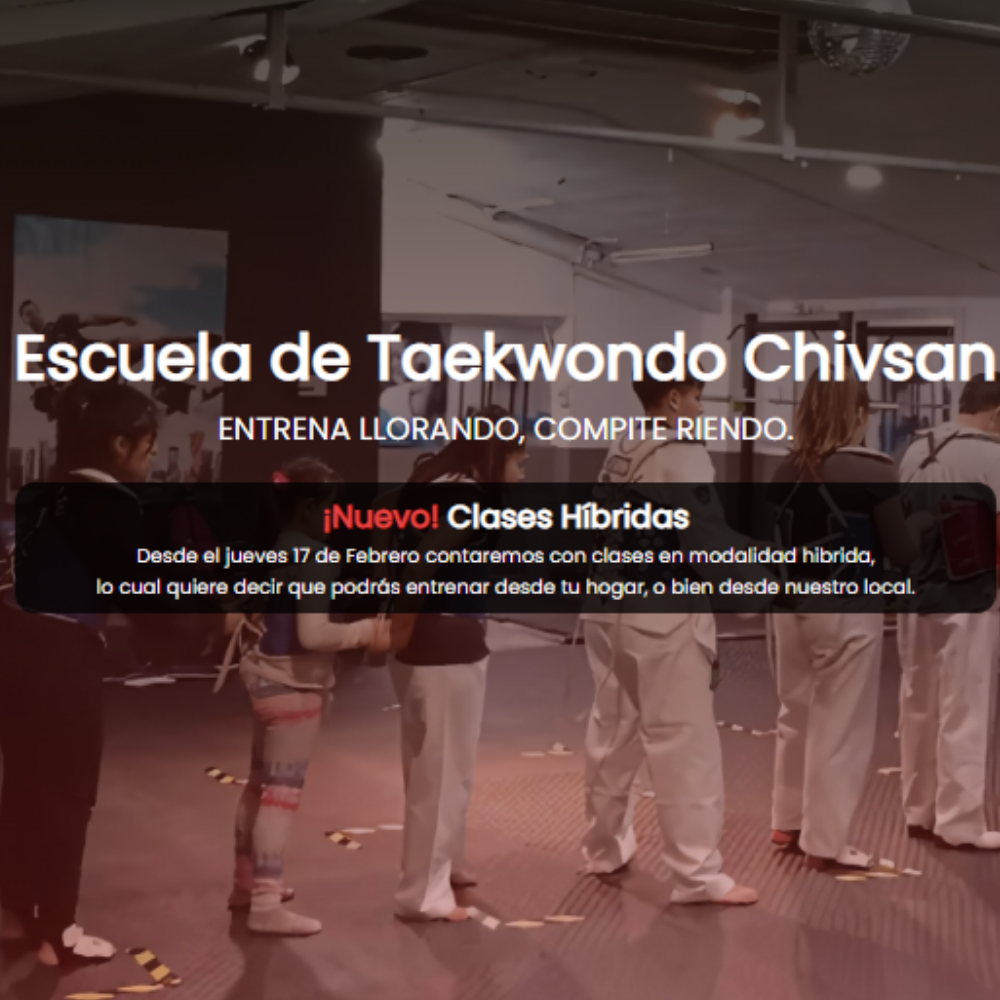 Escuela de Taekwondo Chivsan
ENTRENA LLORANDO, COMPITE RIENDO.
¡Nuevo! Clases Híbridas
Desde el jueves 17 de Febrero contaremos con clases en modalidad hibrida,
lo cual quiere decir que podrás entrenar desde tu hogar, o bien desde nuestro local.